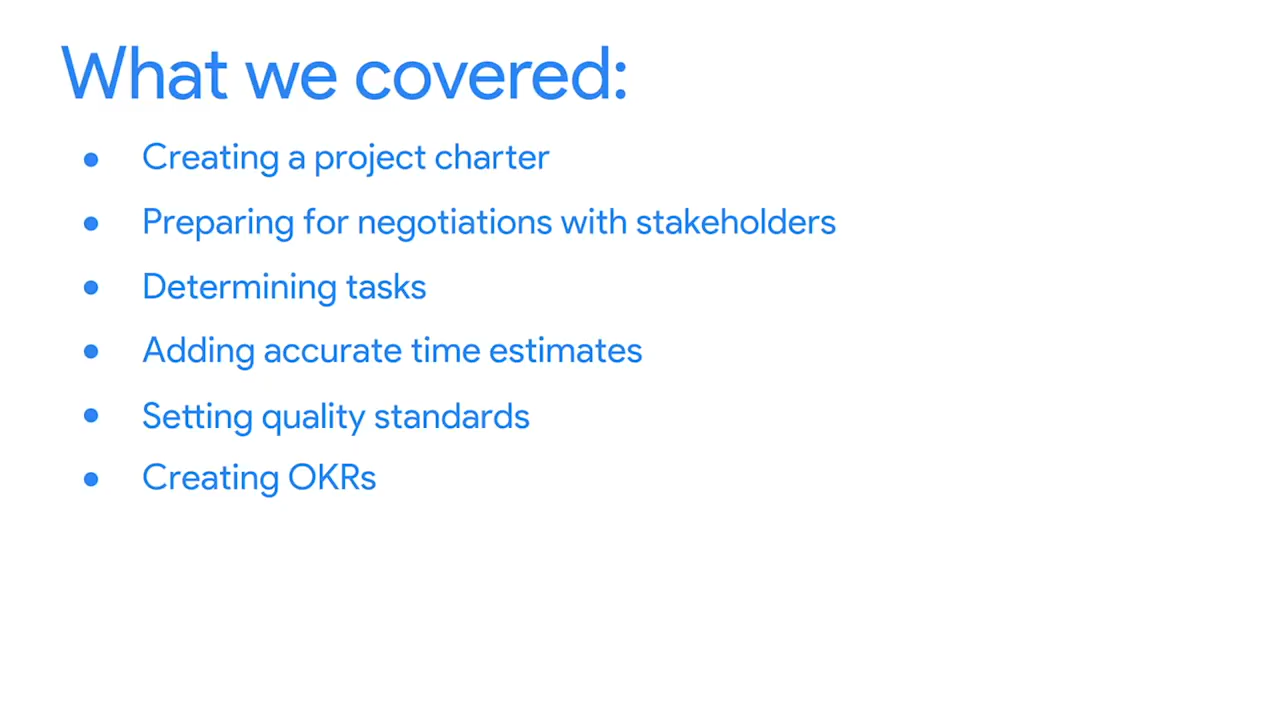 What we covered:
● Creating a project charter
● Preparing for negotiations with stakeholders
● Determining tasks
● Adding accurate time estimates
● Setting quality standards
● Creating OKRs